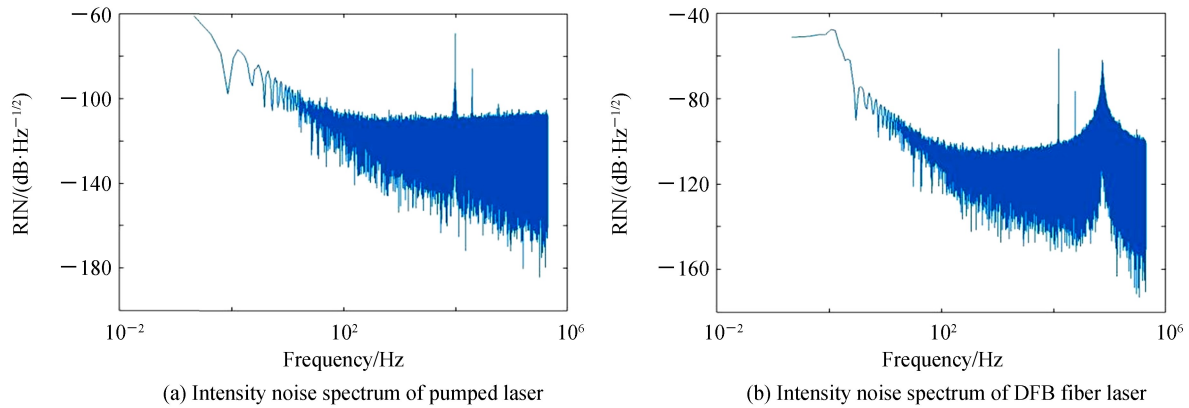 −60
−100
−140
−180
RIN/(dB·Hz^{−1/2})
10^{−2}
10^{2}
10^{6}
Frequency/Hz
(a) Intensity noise spectrum of pumped laser
−40
−80
−120
−160
RIN/(dB·Hz^{−1/2})
10^{−2}
10^{2}
10^{6}
Frequency/Hz
(b) Intensity noise spectrum of DFB fiber laser